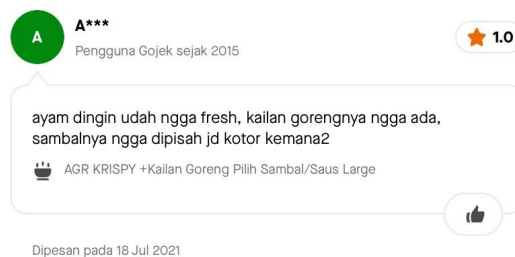 A
A***
Pengguna Gojek sejak 2015
1.0
ayam dingin udah ngga fresh, kailan gorengnya ngga ada,
sambalnya ngga dipisah jd kotor kemana2
AGR KRISPY +Kailan Goreng Pilih Sambal/Saus Large
Dipesan pada 18 Jul 2021